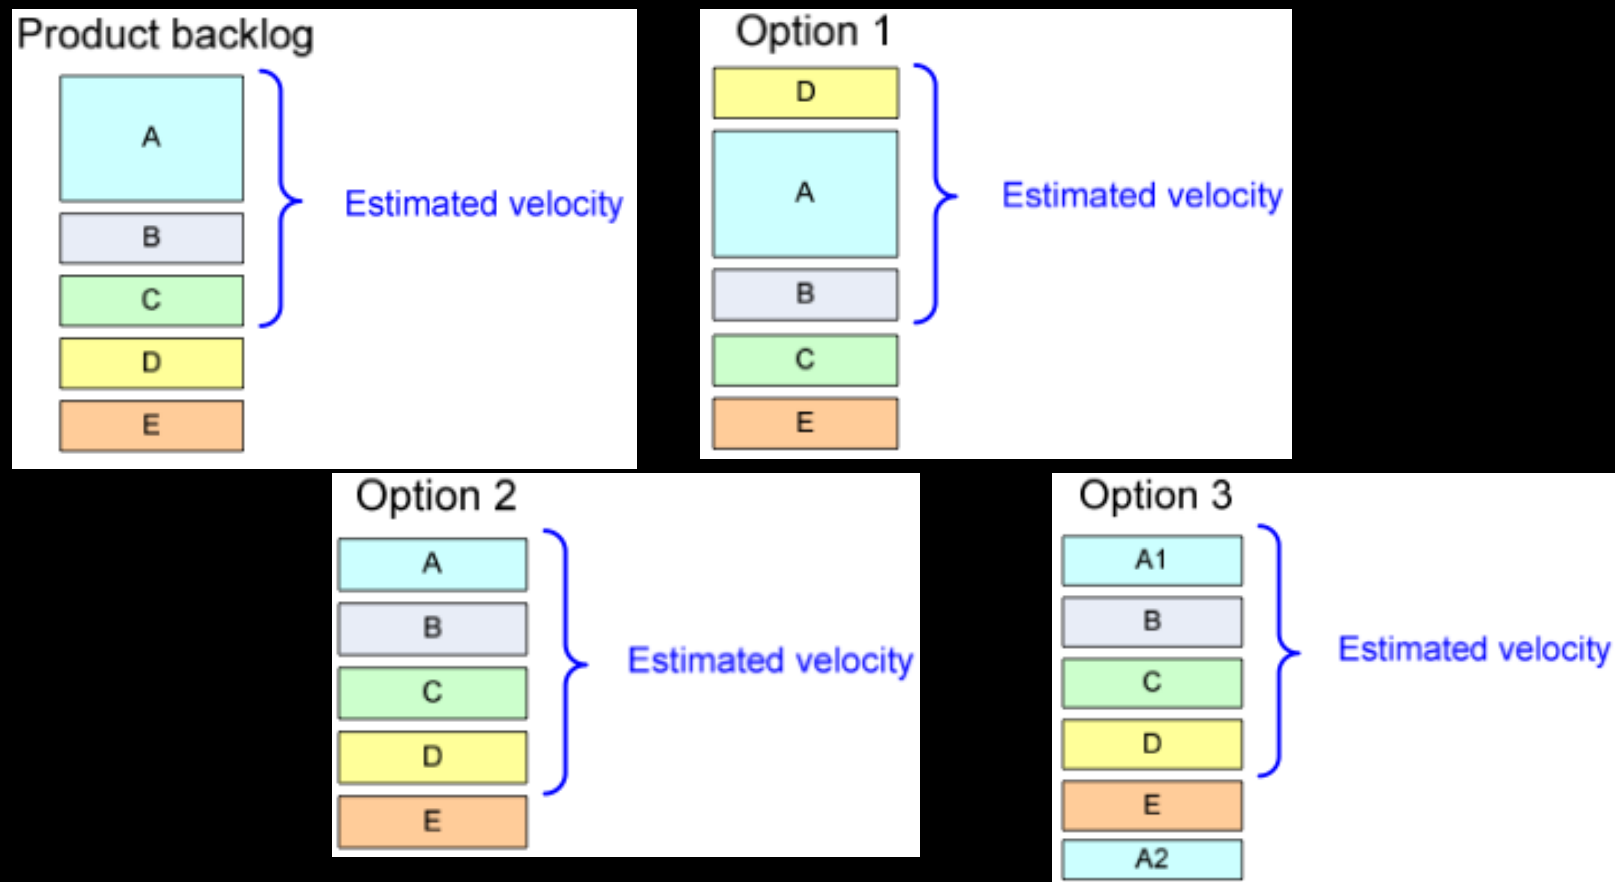 Product backlog
A
B
C
D
E
Estimated velocity
Option 1
D
A
B
C
E
Estimated velocity
Option 2
A
B
C
D
E
Estimated velocity
Option 3
A1
B
C
D
E
A2
Estimated velocity